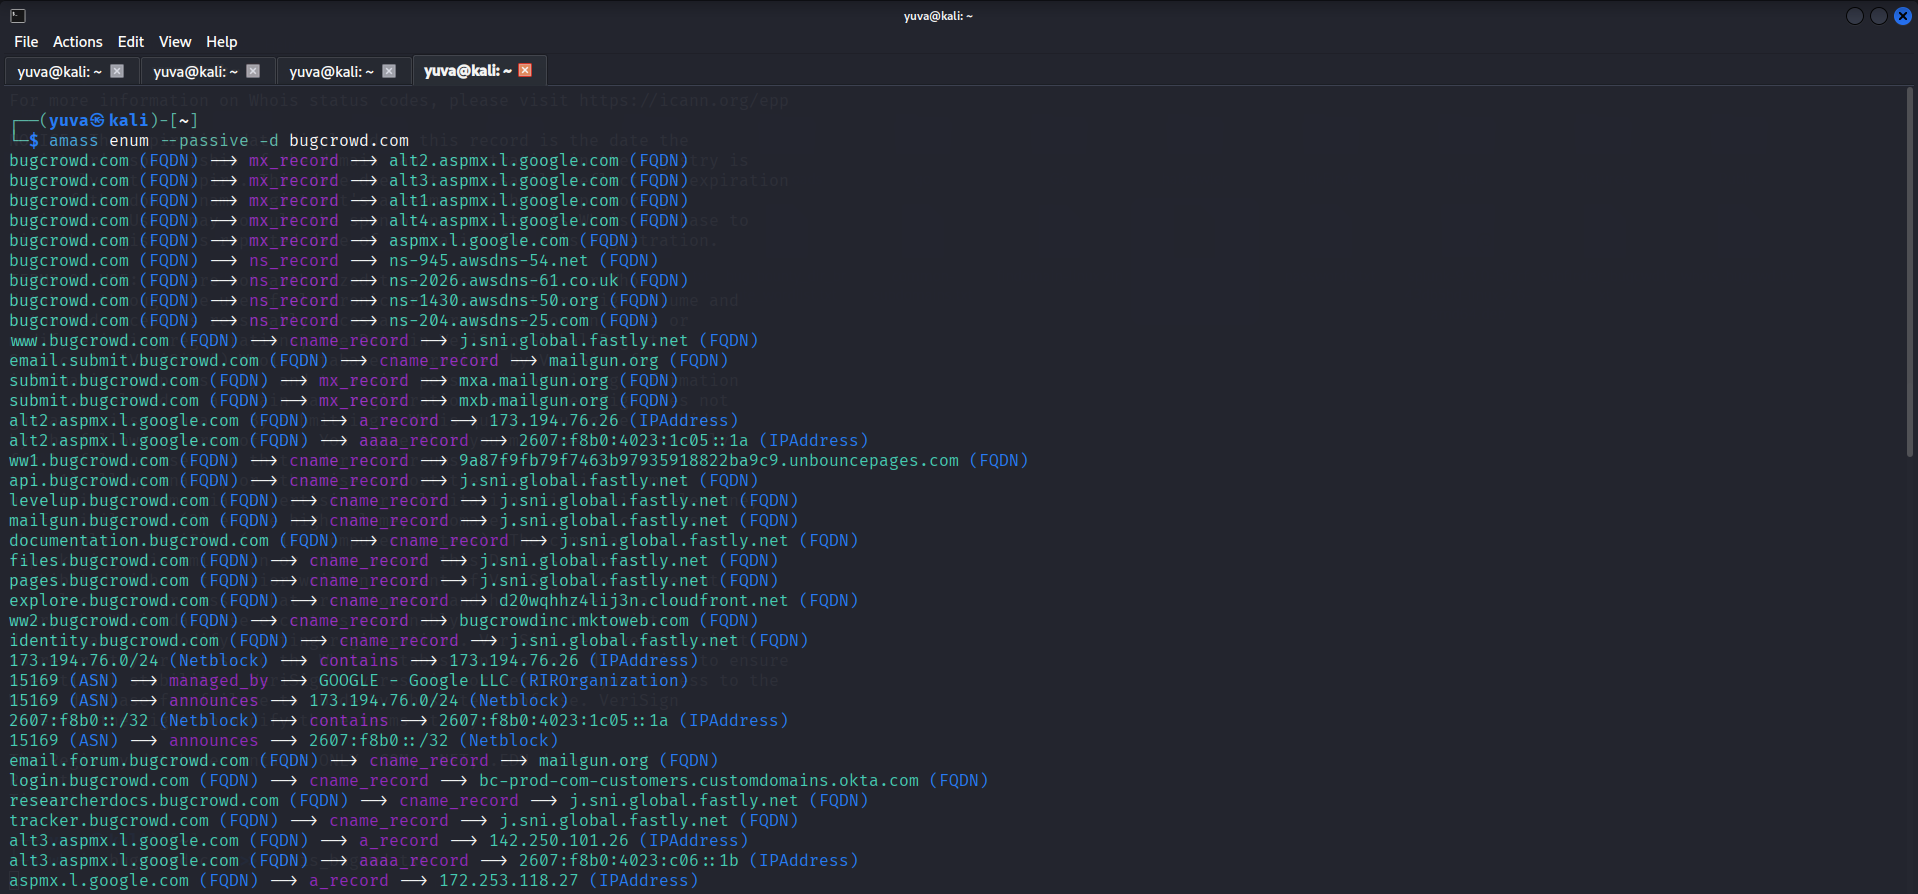 yuva@kali: ~
File Actions Edit View Help
yuva@kali: ~ yuva@kali: ~ yuva@kali: ~ yuva@kali: ~
For more information on Whois status codes, please visit https://icann.org/epp
┌──(yuva㉿kali)-[~]
└─$ amass enum --passive -d bugcrowd.com
bugcrowd.com (FQDN) ⟶ mx_record ⟶ alt2.aspmx.l.google.com (FQDN)
bugcrowd.com (FQDN) ⟶ mx_record ⟶ alt3.aspmx.l.google.com (FQDN)
bugcrowd.com (FQDN) ⟶ mx_record ⟶ alt1.aspmx.l.google.com (FQDN)
bugcrowd.com (FQDN) ⟶ mx_record ⟶ alt4.aspmx.l.google.com (FQDN)
bugcrowd.com (FQDN) ⟶ mx_record ⟶ aspmx.l.google.com (FQDN)
bugcrowd.com (FQDN) ⟶ ns_record ⟶ ns-945.awsdns-54.net (FQDN)
bugcrowd.com (FQDN) ⟶ ns_record ⟶ ns-2026.awsdns-61.co.uk (FQDN)
bugcrowd.com (FQDN) ⟶ ns_record ⟶ ns-1430.awsdns-50.org (FQDN)
bugcrowd.com (FQDN) ⟶ ns_record ⟶ ns-204.awsdns-25.com (FQDN)
www.bugcrowd.com (FQDN) ⟶ cname_record ⟶ j.sni.global.fastly.net (FQDN)
email.submit.bugcrowd.com (FQDN) ⟶ cname_record ⟶ mailgun.org (FQDN)
submit.bugcrowd.com (FQDN) ⟶ mx_record ⟶ mxa.mailgun.org (FQDN)
submit.bugcrowd.com (FQDN) ⟶ mx_record ⟶ mxb.mailgun.org (FQDN)
alt2.aspmx.l.google.com (FQDN) ⟶ a_record ⟶ 173.194.76.26 (IPAddress)
alt2.aspmx.l.google.com (FQDN) ⟶ aaaa_record ⟶ 2607:f8b0:4023:1c05::1a (IPAddress)
ww1.bugcrowd.com (FQDN) ⟶ cname_record ⟶ 9a87f9fb79f7463b97935918822ba9c9.unbouncepages.com (FQDN)
api.bugcrowd.com (FQDN) ⟶ cname_record ⟶ j.sni.global.fastly.net (FQDN)
levelup.bugcrowd.com (FQDN) ⟶ cname_record ⟶ j.sni.global.fastly.net (FQDN)
mailgun.bugcrowd.com (FQDN) ⟶ cname_record ⟶ j.sni.global.fastly.net (FQDN)
documentation.bugcrowd.com (FQDN) ⟶ cname_record ⟶ j.sni.global.fastly.net (FQDN)
files.bugcrowd.com (FQDN) ⟶ cname_record ⟶ j.sni.global.fastly.net (FQDN)
pages.bugcrowd.com (FQDN) ⟶ cname_record ⟶ j.sni.global.fastly.net (FQDN)
explore.bugcrowd.com (FQDN) ⟶ cname_record ⟶ d20wqhhz4lij3n.cloudfront.net (FQDN)
ww2.bugcrowd.com (FQDN) ⟶ cname_record ⟶ bugcrowdinc.mktoweb.com (FQDN)
identity.bugcrowd.com (FQDN) ⟶ cname_record ⟶ j.sni.global.fastly.net (FQDN)
173.194.76.0/24 (Netblock) ⟶ contains ⟶ 173.194.76.26 (IPAddress)
15169 (ASN) ⟶ managed_by ⟶ GOOGLE - Google LLC (RIROrganization)
15169 (ASN) ⟶ announces ⟶ 173.194.76.0/24 (Netblock)
2607:f8b0::/32 (Netblock) ⟶ contains ⟶ 2607:f8b0:4023:1c05::1a (IPAddress)
15169 (ASN) ⟶ announces ⟶ 2607:f8b0::/32 (Netblock)
email.forum.bugcrowd.com (FQDN) ⟶ cname_record ⟶ mailgun.org (FQDN)
login.bugcrowd.com (FQDN) ⟶ cname_record ⟶ bc-prod-com-customers.customdomains.okta.com (FQDN)
researcherdocs.bugcrowd.com (FQDN) ⟶ cname_record ⟶ j.sni.global.fastly.net (FQDN)
tracker.bugcrowd.com (FQDN) ⟶ cname_record ⟶ j.sni.global.fastly.net (FQDN)
alt3.aspmx.l.google.com (FQDN) ⟶ a_record ⟶ 142.250.101.26 (IPAddress)
alt3.aspmx.l.google.com (FQDN) ⟶ aaaa_record ⟶ 2607:f8b0:4023:c06::1b (IPAddress)
aspmx.l.google.com (FQDN) ⟶ a_record ⟶ 172.253.118.27 (IPAddress)